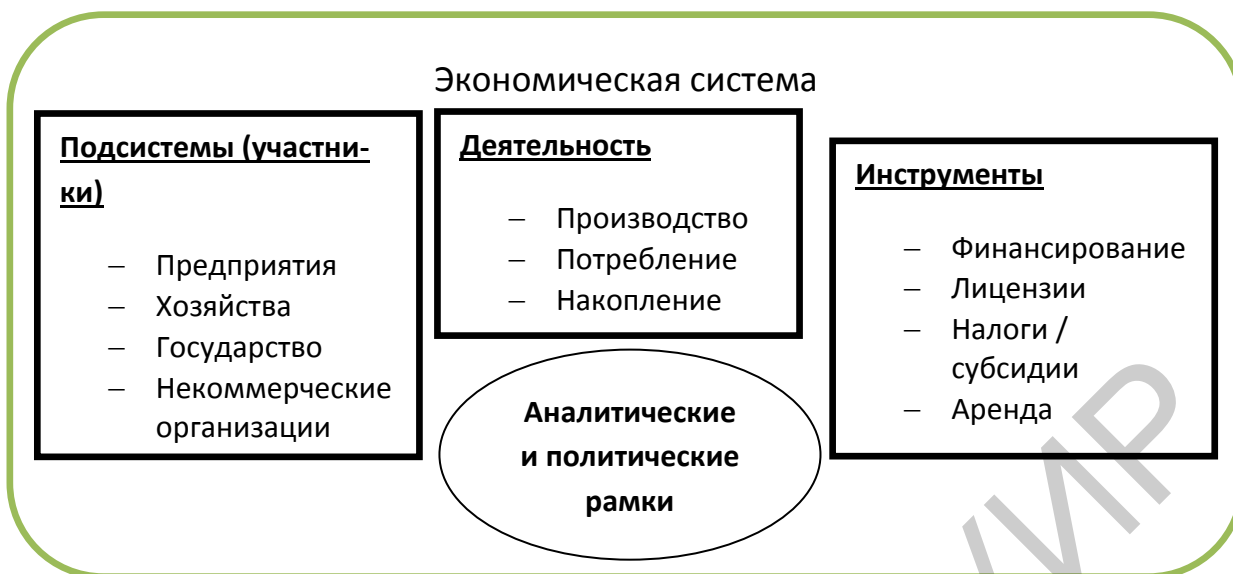 Экономическая система
Подсистемы (участни-
ки)
– Предприятия
– Хозяйства
– Государство
– Некоммерческие
организации
Деятельность
– Производство
– Потребление
– Накопление
Инструменты
– Финансирование
– Лицензии
– Налоги /
субсидии
– Аренда
Аналитические
и политические
рамки